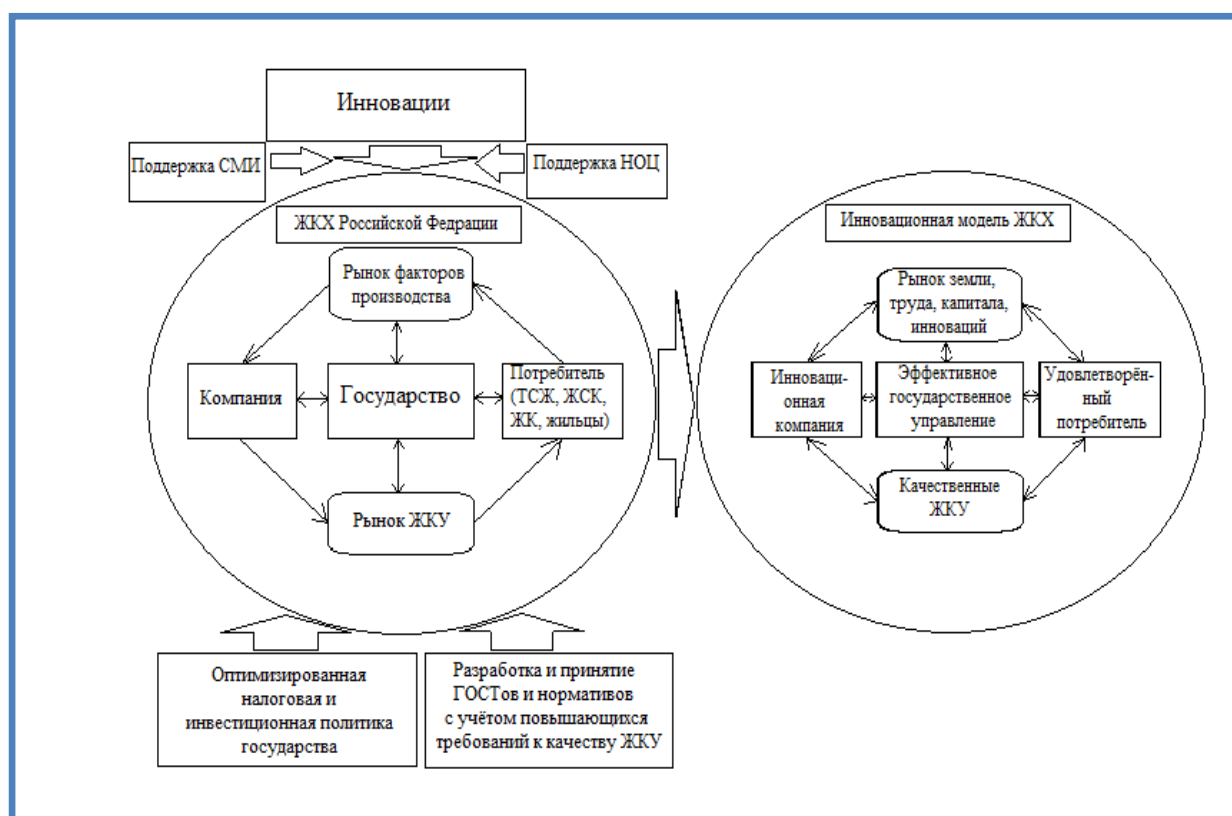 Инновации
Поддержка СМИ
Поддержка НОЦ
ЖКХ Российской Федрации
Рынок факторов
производства
Компания
Государство
Потребитель
(ТСЖ, ЖСК,
ЖК, жильцы)
Рынок ЖКУ
Оптимизированная
налоговая и
инвестиционная политика
государства
Разработка и принятие
ГОСТов и нормативов
с учётом повышающихся
требований к качеству ЖКУ
Инновационная модель ЖКХ
Рынок земли,
труда, капитала,
инноваций
Инноваци-
онная
компания
Эффективное
государственное
управление
Удовлетворён-
ный
потребитель
Качественные
ЖКУ